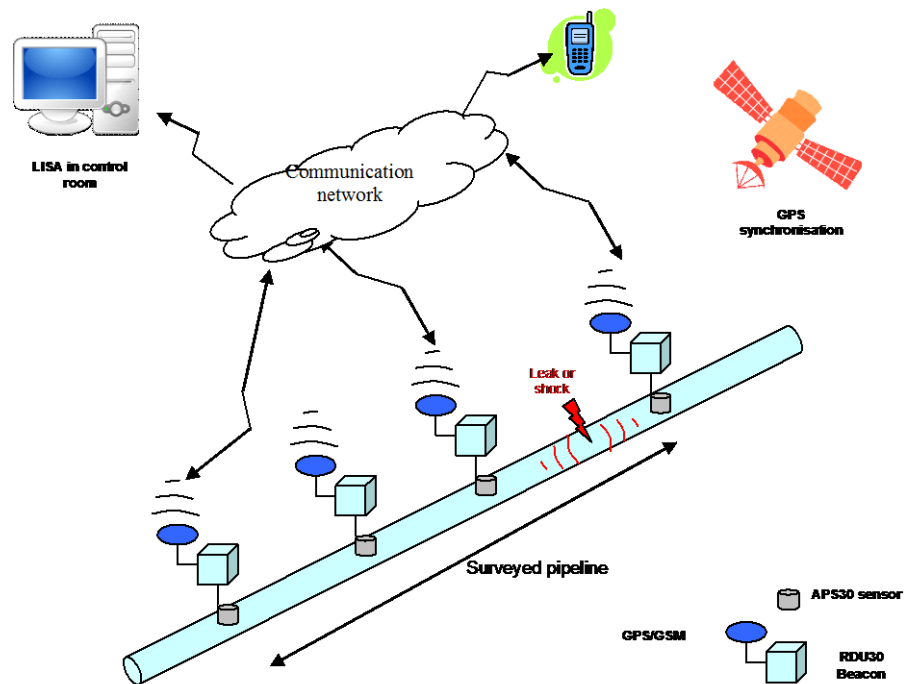 LISA in control
room
Communication
network
GPS
synchronisation
Leak or
shock
Surveyed pipeline
APS30 sensor
GPS/GSM
RDU30
Beacon